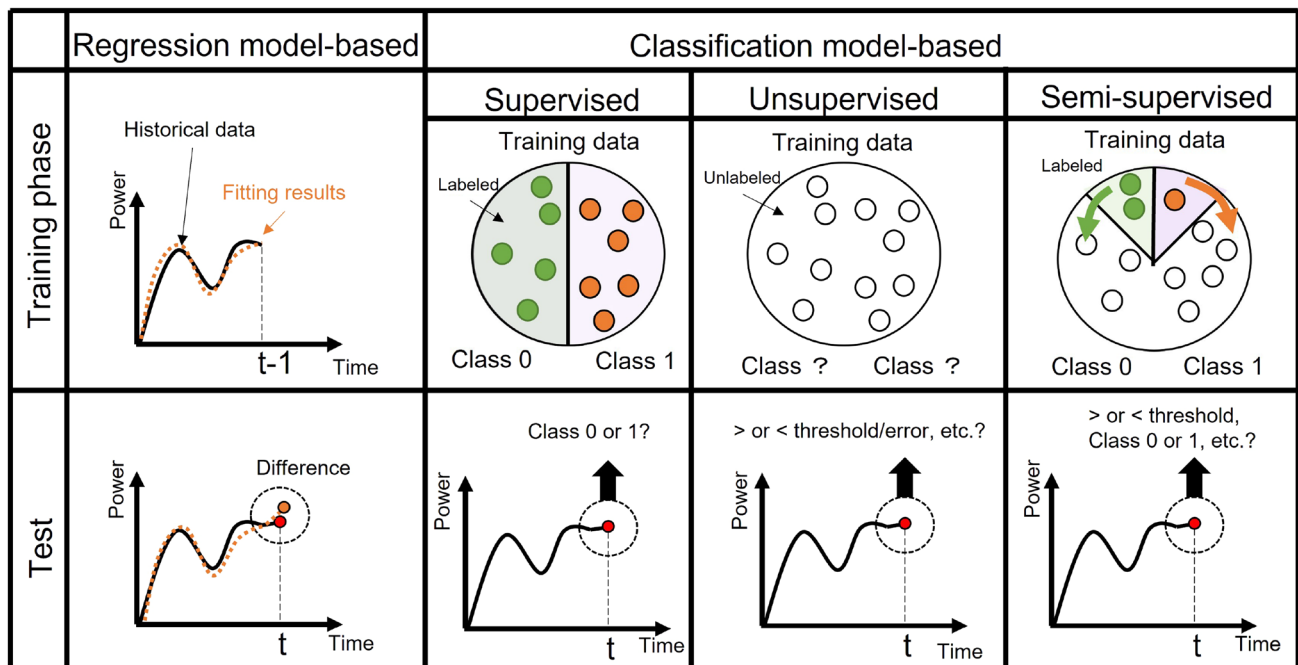 Regression model-based
Classification model-based
Supervised
Unsupervised
Semi-supervised
Training phase
Historical data
Fitting results
Power
t-1
Time
Training data
Labeled
Class 0
Class 1
Training data
Unlabeled
Class ?
Class ?
Training data
Labeled
Class 0
Class 1
Test
Difference
Power
t
Time
Class 0 or 1?
Power
t
Time
> or < threshold/error, etc.?
Power
t
Time
> or < threshold,
Class 0 or 1, etc.?
Power
t
Time